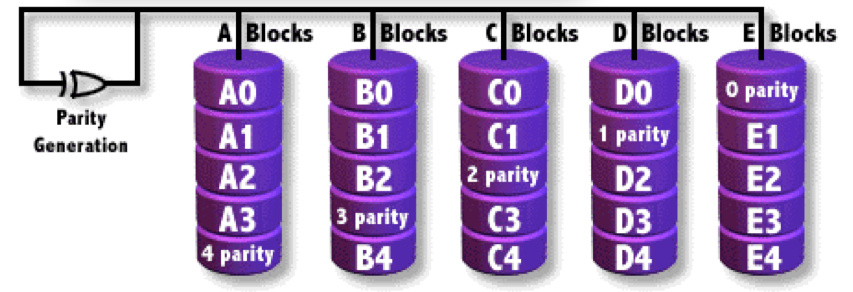 A Blocks B Blocks C Blocks D Blocks E Blocks
A0 B0 C0 D0 0 parity
Parity Generation
A1 B1 C1 1 parity E1
A2 B2 2 parity D2 E2
A3 3 parity C3 D3 E3
4 parity B4 C4 D4 E4